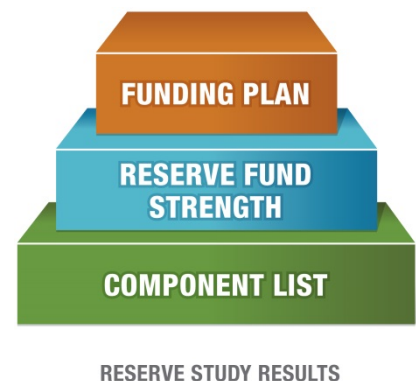 FUNDING PLAN
RESERVE FUND
STRENGTH
COMPONENT LIST
RESERVE STUDY RESULTS